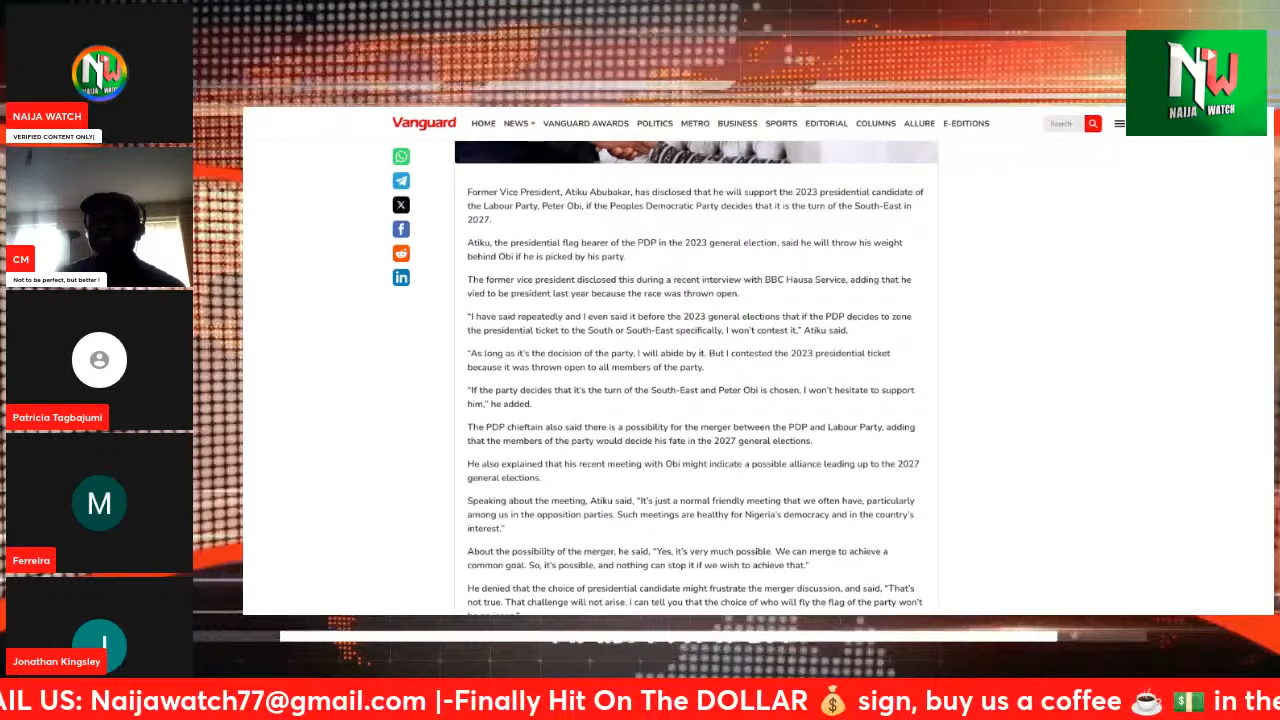 NW
NAIJA WATCH
NAIJA WATCH
VERIFIED CONTENT ONLY|
CM
Not to be perfect, but better !
Patricia Tagbajumi
M
Ferreira
J
Jonathan Kingsley
NW
NAIJA WATCH
Vanguard
HOME NEWS VANGUARD AWARDS POLITICS METRO BUSINESS SPORTS EDITORIAL COLUMNS ALLURE E-EDITIONS
Search
X
f
in
Former Vice President, Atiku Abubakar, has disclosed that he will support the 2023 presidential candidate of
the Labour Party, Peter Obi, if the Peoples Democratic Party decides that it is the turn of the South-East in
2027.
Atiku, the presidential flag bearer of the PDP in the 2023 general election, said he will throw his weight
behind Obi if he is picked by his party.
The former vice president disclosed this during a recent interview with BBC Hausa Service, adding that he
vied to be president last year because the race was thrown open.
“I have said repeatedly and I even said it before the 2023 general elections that if the PDP decides to zone
the presidential ticket to the South or South-East specifically, I won’t contest it,” Atiku said.
“As long as it’s the decision of the party, I will abide by it. But I contested the 2023 presidential ticket
because it was thrown open to all members of the party.
“If the party decides that it’s the turn of the South-East and Peter Obi is chosen, I won’t hesitate to support
him,” he added.
The PDP chieftain also said there is a possibility for the merger between the PDP and Labour Party, adding
that the members of the party would decide his fate in the 2027 general elections.
He also explained that his recent meeting with Obi might indicate a possible alliance leading up to the 2027
general elections.
Speaking about the meeting, Atiku said, “It’s just a normal friendly meeting that we often have, particularly
among us in the opposition parties. Such meetings are healthy for Nigeria’s democracy and in the country’s
interest.”
About the possibility of the merger, he said, “Yes, it’s very much possible. We can merge to achieve a
common goal. So, it’s possible, and nothing can stop it if we wish to achieve that.”
He denied that the choice of presidential candidate might frustrate the merger discussion, and said, “That’s
not true. That challenge will not arise. I can tell you that the choice of who will fly the flag of the party won’t
AIL US: Naijawatch77@gmail.com |-Finally Hit On The DOLLAR 💰 sign, buy us a coffee ☕ 💵 in the